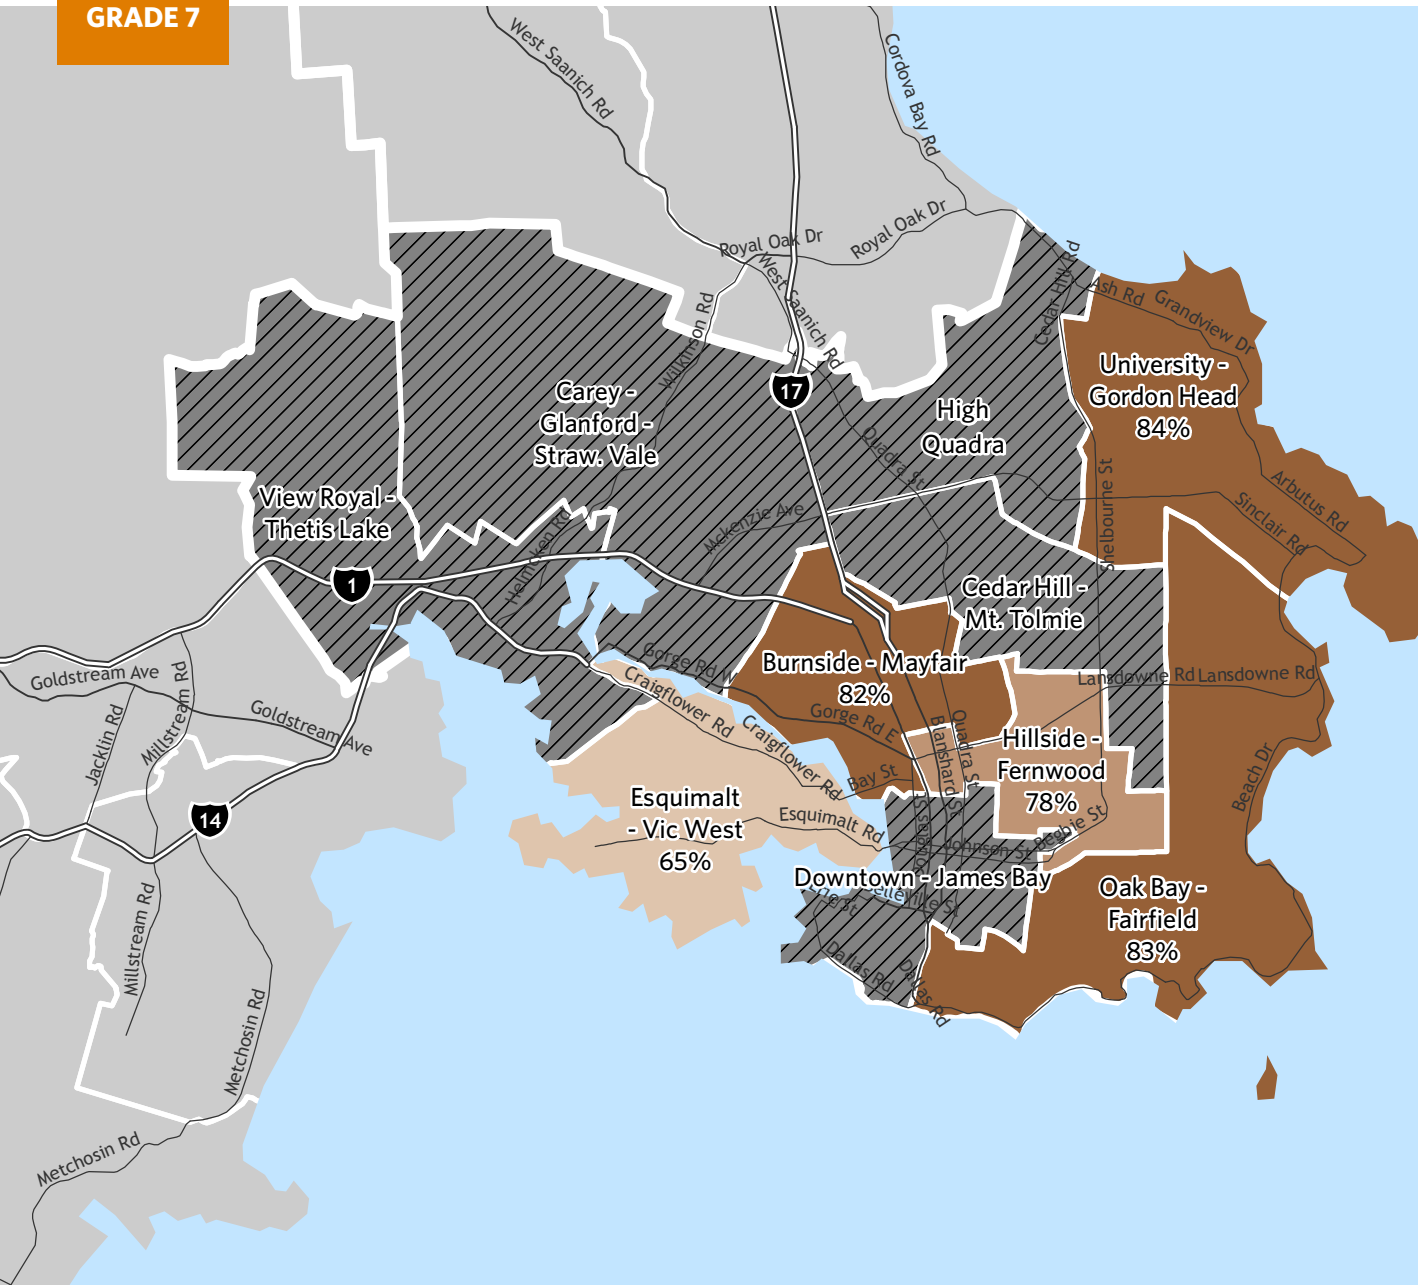 GRADE 7
West Saanich Rd
Cordova Bay Rd
Royal Oak Dr
Royal Oak Dr
West Saanich Rd
Wilkinson Rd
Cedar Hill Rd
Ash Rd
Grandview Dr
University -
Gordon Head
84%
17
Carey -
Glanford -
Straw. Vale
High
Quadra
Quadra St
Shelbourne St
Arbutus Rd
Sinclair Rd
View Royal -
Thetis Lake
Mckenzie Ave
Helmcken Rd
1
Cedar Hill -
Mt. Tolmie
Burnside - Mayfair
82%
Gorge Rd W
Gorge Rd E
Lansdowne Rd
Lansdowne Rd
Goldstream Ave
Goldstream Ave
Jacklin Rd
Millstream Rd
Craigflower Rd
Craigflower Rd
Blanshard St
Quadra St
Hillside -
Fernwood
78%
Bay St
Beach Dr
Esquimalt
- Vic West
65%
Esquimalt Rd
14
Johnson St
Begbie St
Downtown - James Bay
Erie St
Belleville St
Oak Bay -
Fairfield
83%
Dallas Rd
Dallas Rd
Millstream Rd
Metchosin Rd
Metchosin Rd